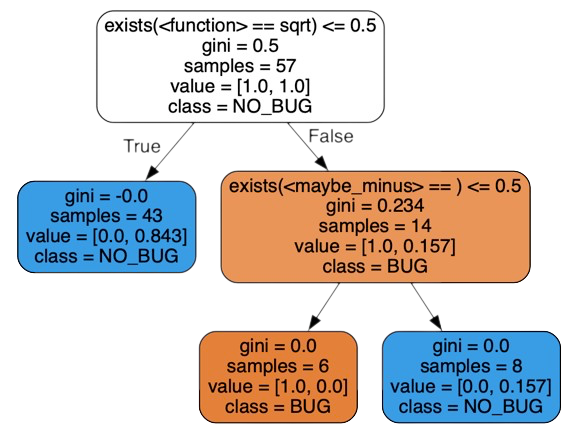 exists(<function> == sqrt) <= 0.5
gini = 0.5
samples = 57
value = [1.0, 1.0]
class = NO_BUG
True
False
gini = -0.0
samples = 43
value = [0.0, 0.843]
class = NO_BUG
exists(<maybe_minus> == ) <= 0.5
gini = 0.234
samples = 14
value = [1.0, 0.157]
class = BUG
gini = 0.0
samples = 6
value = [1.0, 0.0]
class = BUG
gini = 0.0
samples = 8
value = [0.0, 0.157]
class = NO_BUG